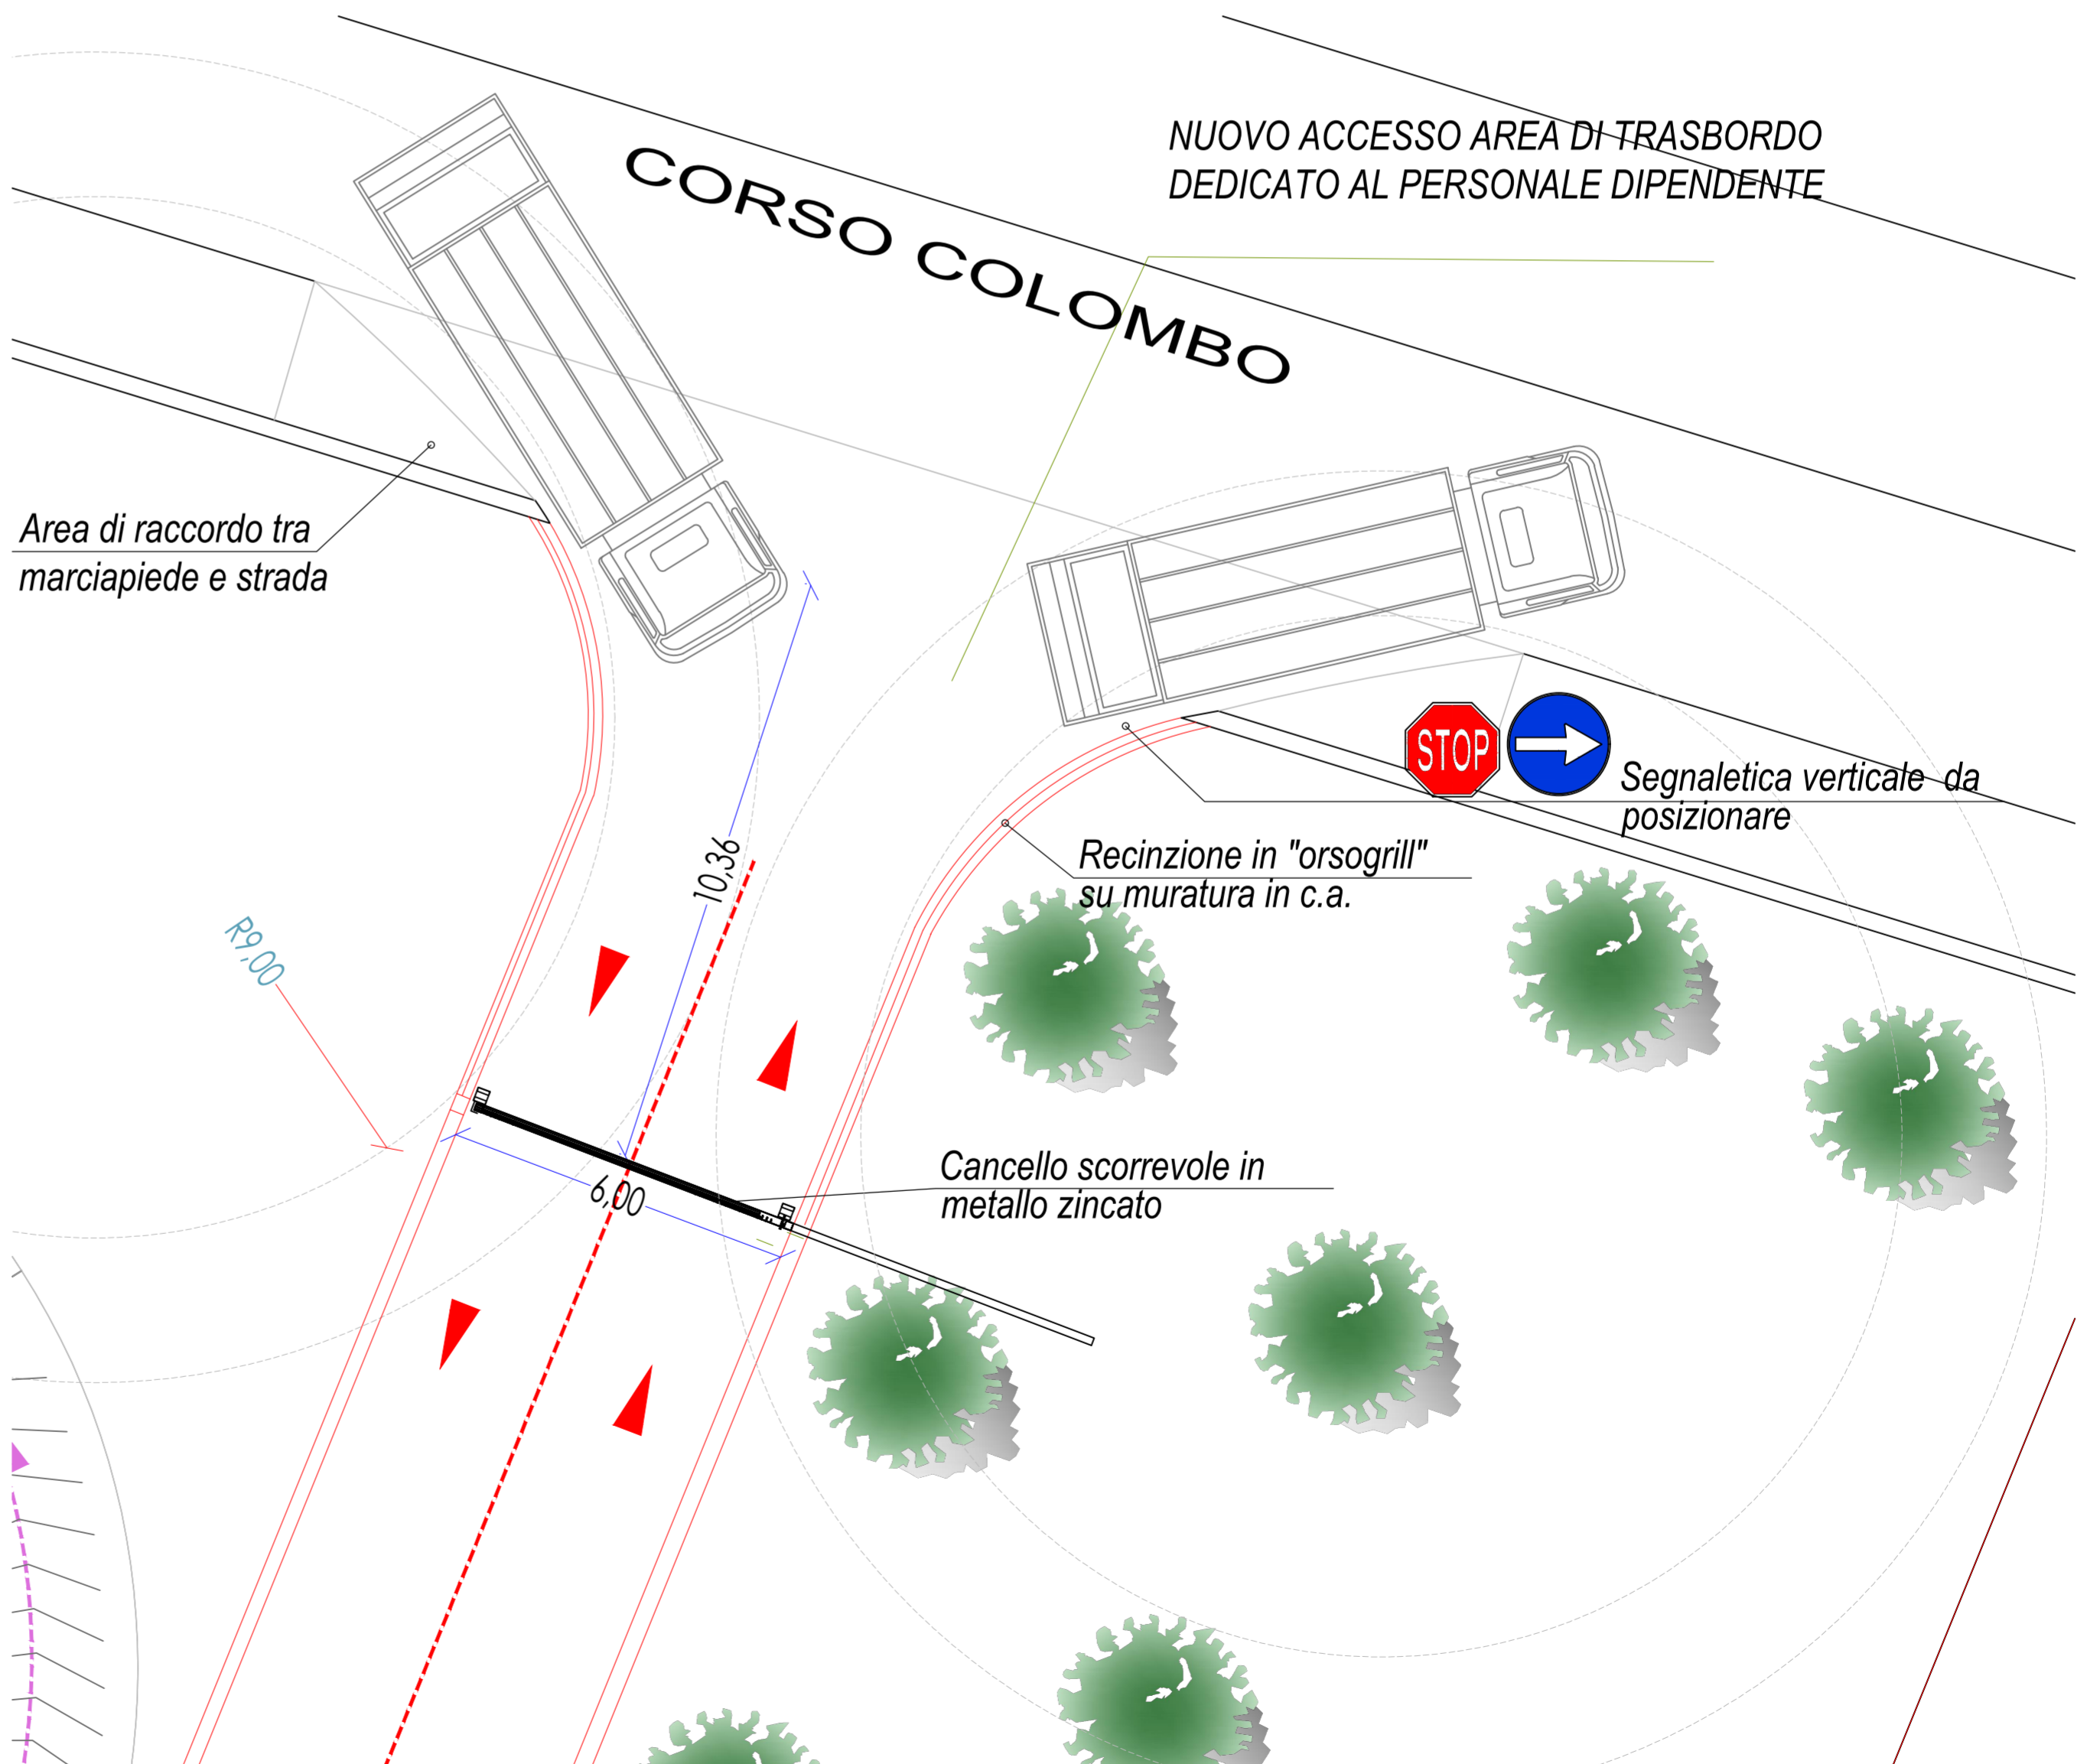 NUOVO ACCESSO AREA DI TRASBORDO
DEDICATO AL PERSONALE DIPENDENTE
CORSO COLOMBO
Area di raccordo tra
marciapiede e strada
STOP
Segnaletica verticale da
posizionare
Recinzione in "orsogrill"
su muratura in c.a.
10,36
R9,00
Cancello scorrevole in
metallo zincato
6,00